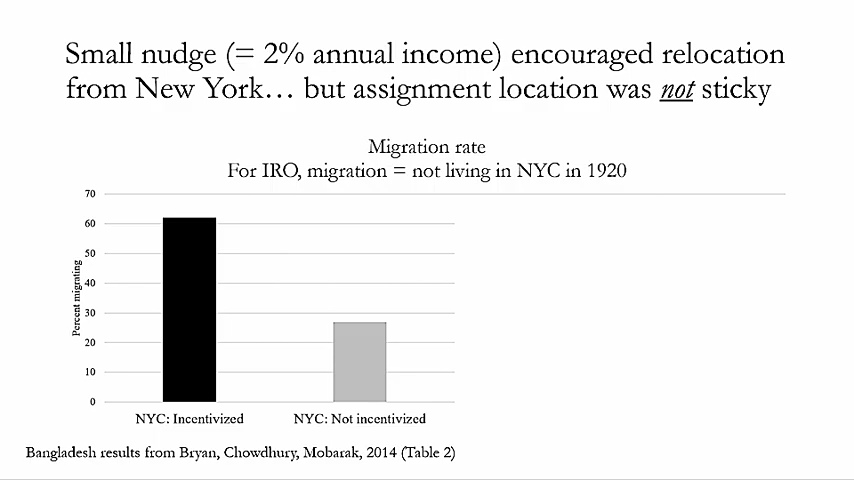 Small nudge (= 2% annual income) encouraged relocation
from New York… but assignment location was not sticky
Migration rate
For IRO, migration = not living in NYC in 1920
Percent migrating
70
60
50
40
30
20
10
0
NYC: Incentivized
NYC: Not incentivized
Bangladesh results from Bryan, Chowdhury, Mobarak, 2014 (Table 2)